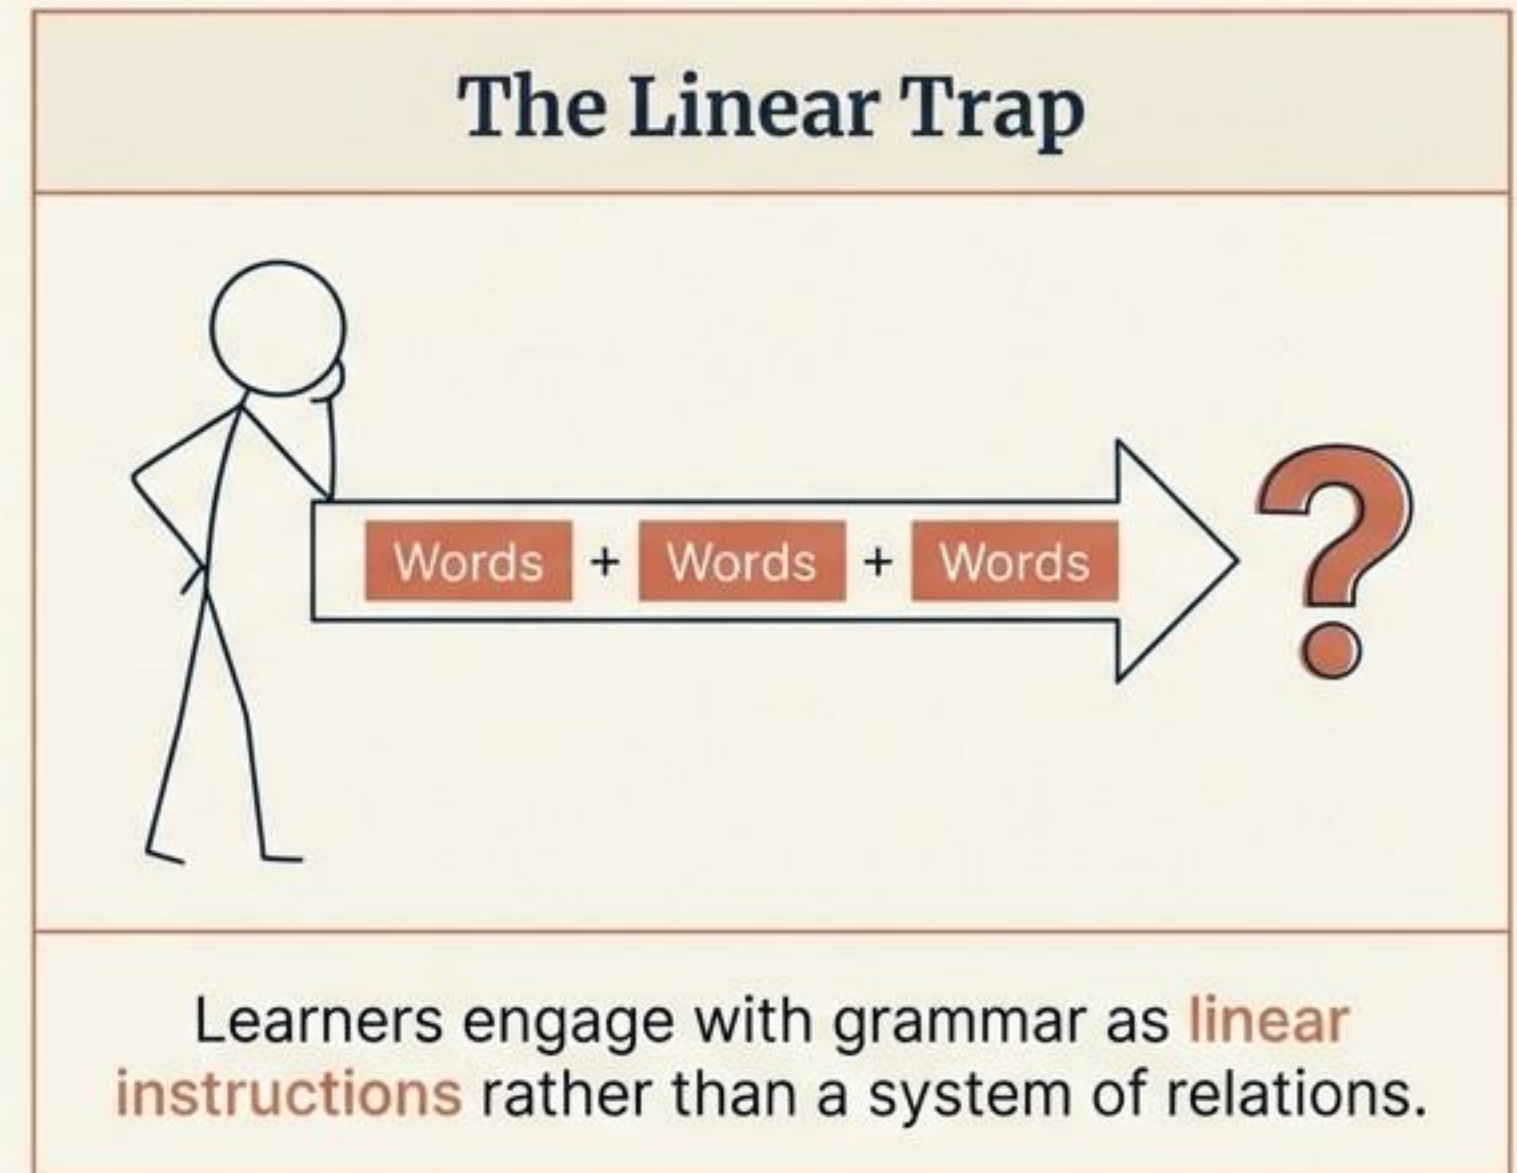 The Linear Trap
Words + Words + Words
?
Learners engage with grammar as linear
instructions rather than a system of relations.